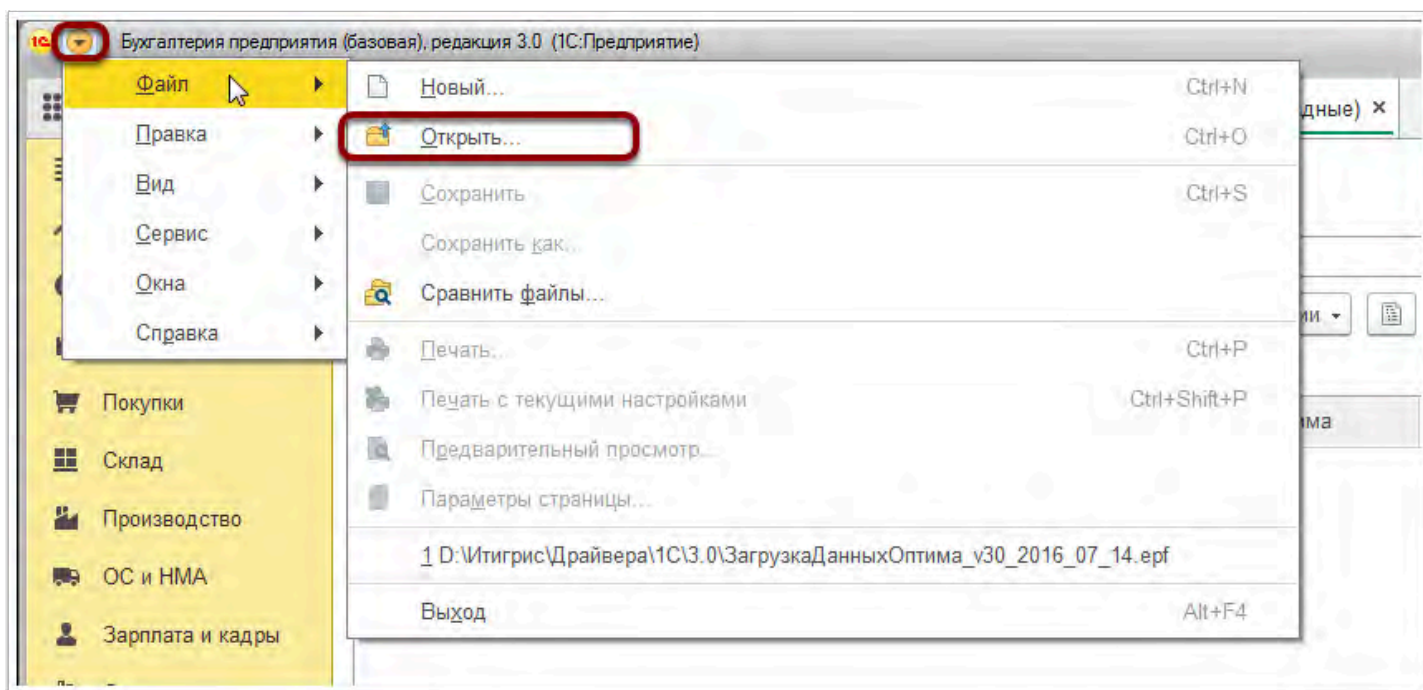 1С Бухгалтерия предприятия (базовая), редакция 3.0 (1С:Предприятие)
Файл
Правка
Вид
Сервис
Окна
Справка
Новый... Ctrl+N
Открыть... Ctrl+O
Сохранить Ctrl+S
Сохранить как...
Сравнить файлы...
Печать... Ctrl+P
Печать с текущими настройками Ctrl+Shift+P
Предварительный просмотр...
Параметры страницы...
1 D:\Итигрис\Драйвера\1С\3.0\ЗагрузкаДанныхОптима_v30_2016_07_14.epf
Выход Alt+F4
дные) ×
ии
има
Покупки
Склад
Производство
ОС и НМА
Зарплата и кадры